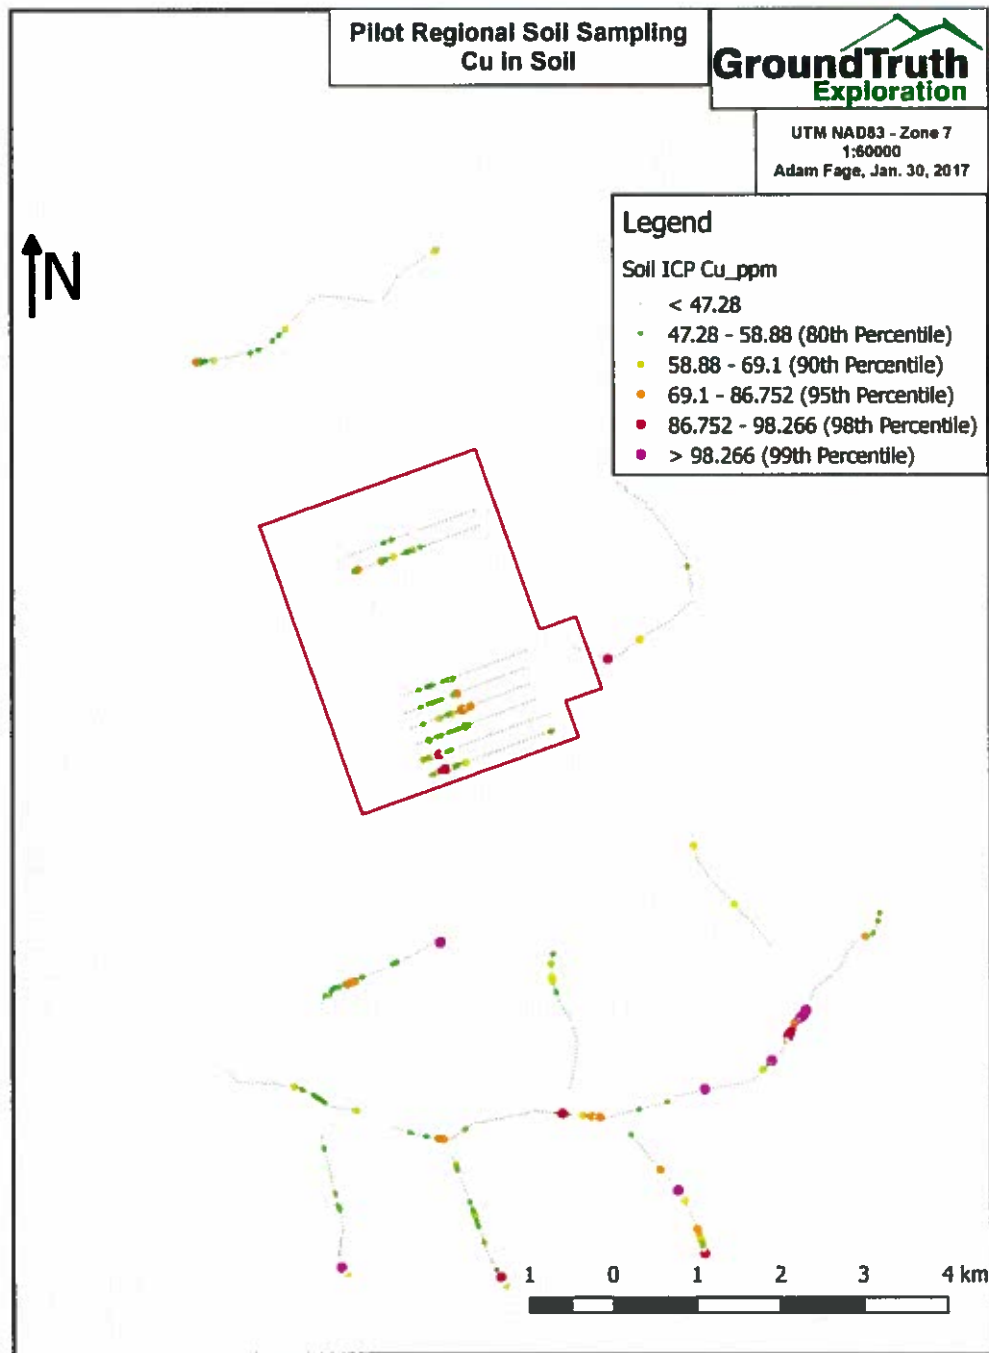 Pilot Regional Soil Sampling
Cu in Soil
GroundTruth
Exploration
UTM NAD83 - Zone 7
1:60000
Adam Fage, Jan. 30, 2017
N
Legend
Soil ICP Cu_ppm
< 47.28
47.28 - 58.88 (80th Percentile)
58.88 - 69.1 (90th Percentile)
69.1 - 86.752 (95th Percentile)
86.752 - 98.266 (98th Percentile)
> 98.266 (99th Percentile)
1 0 1 2 3 4 km